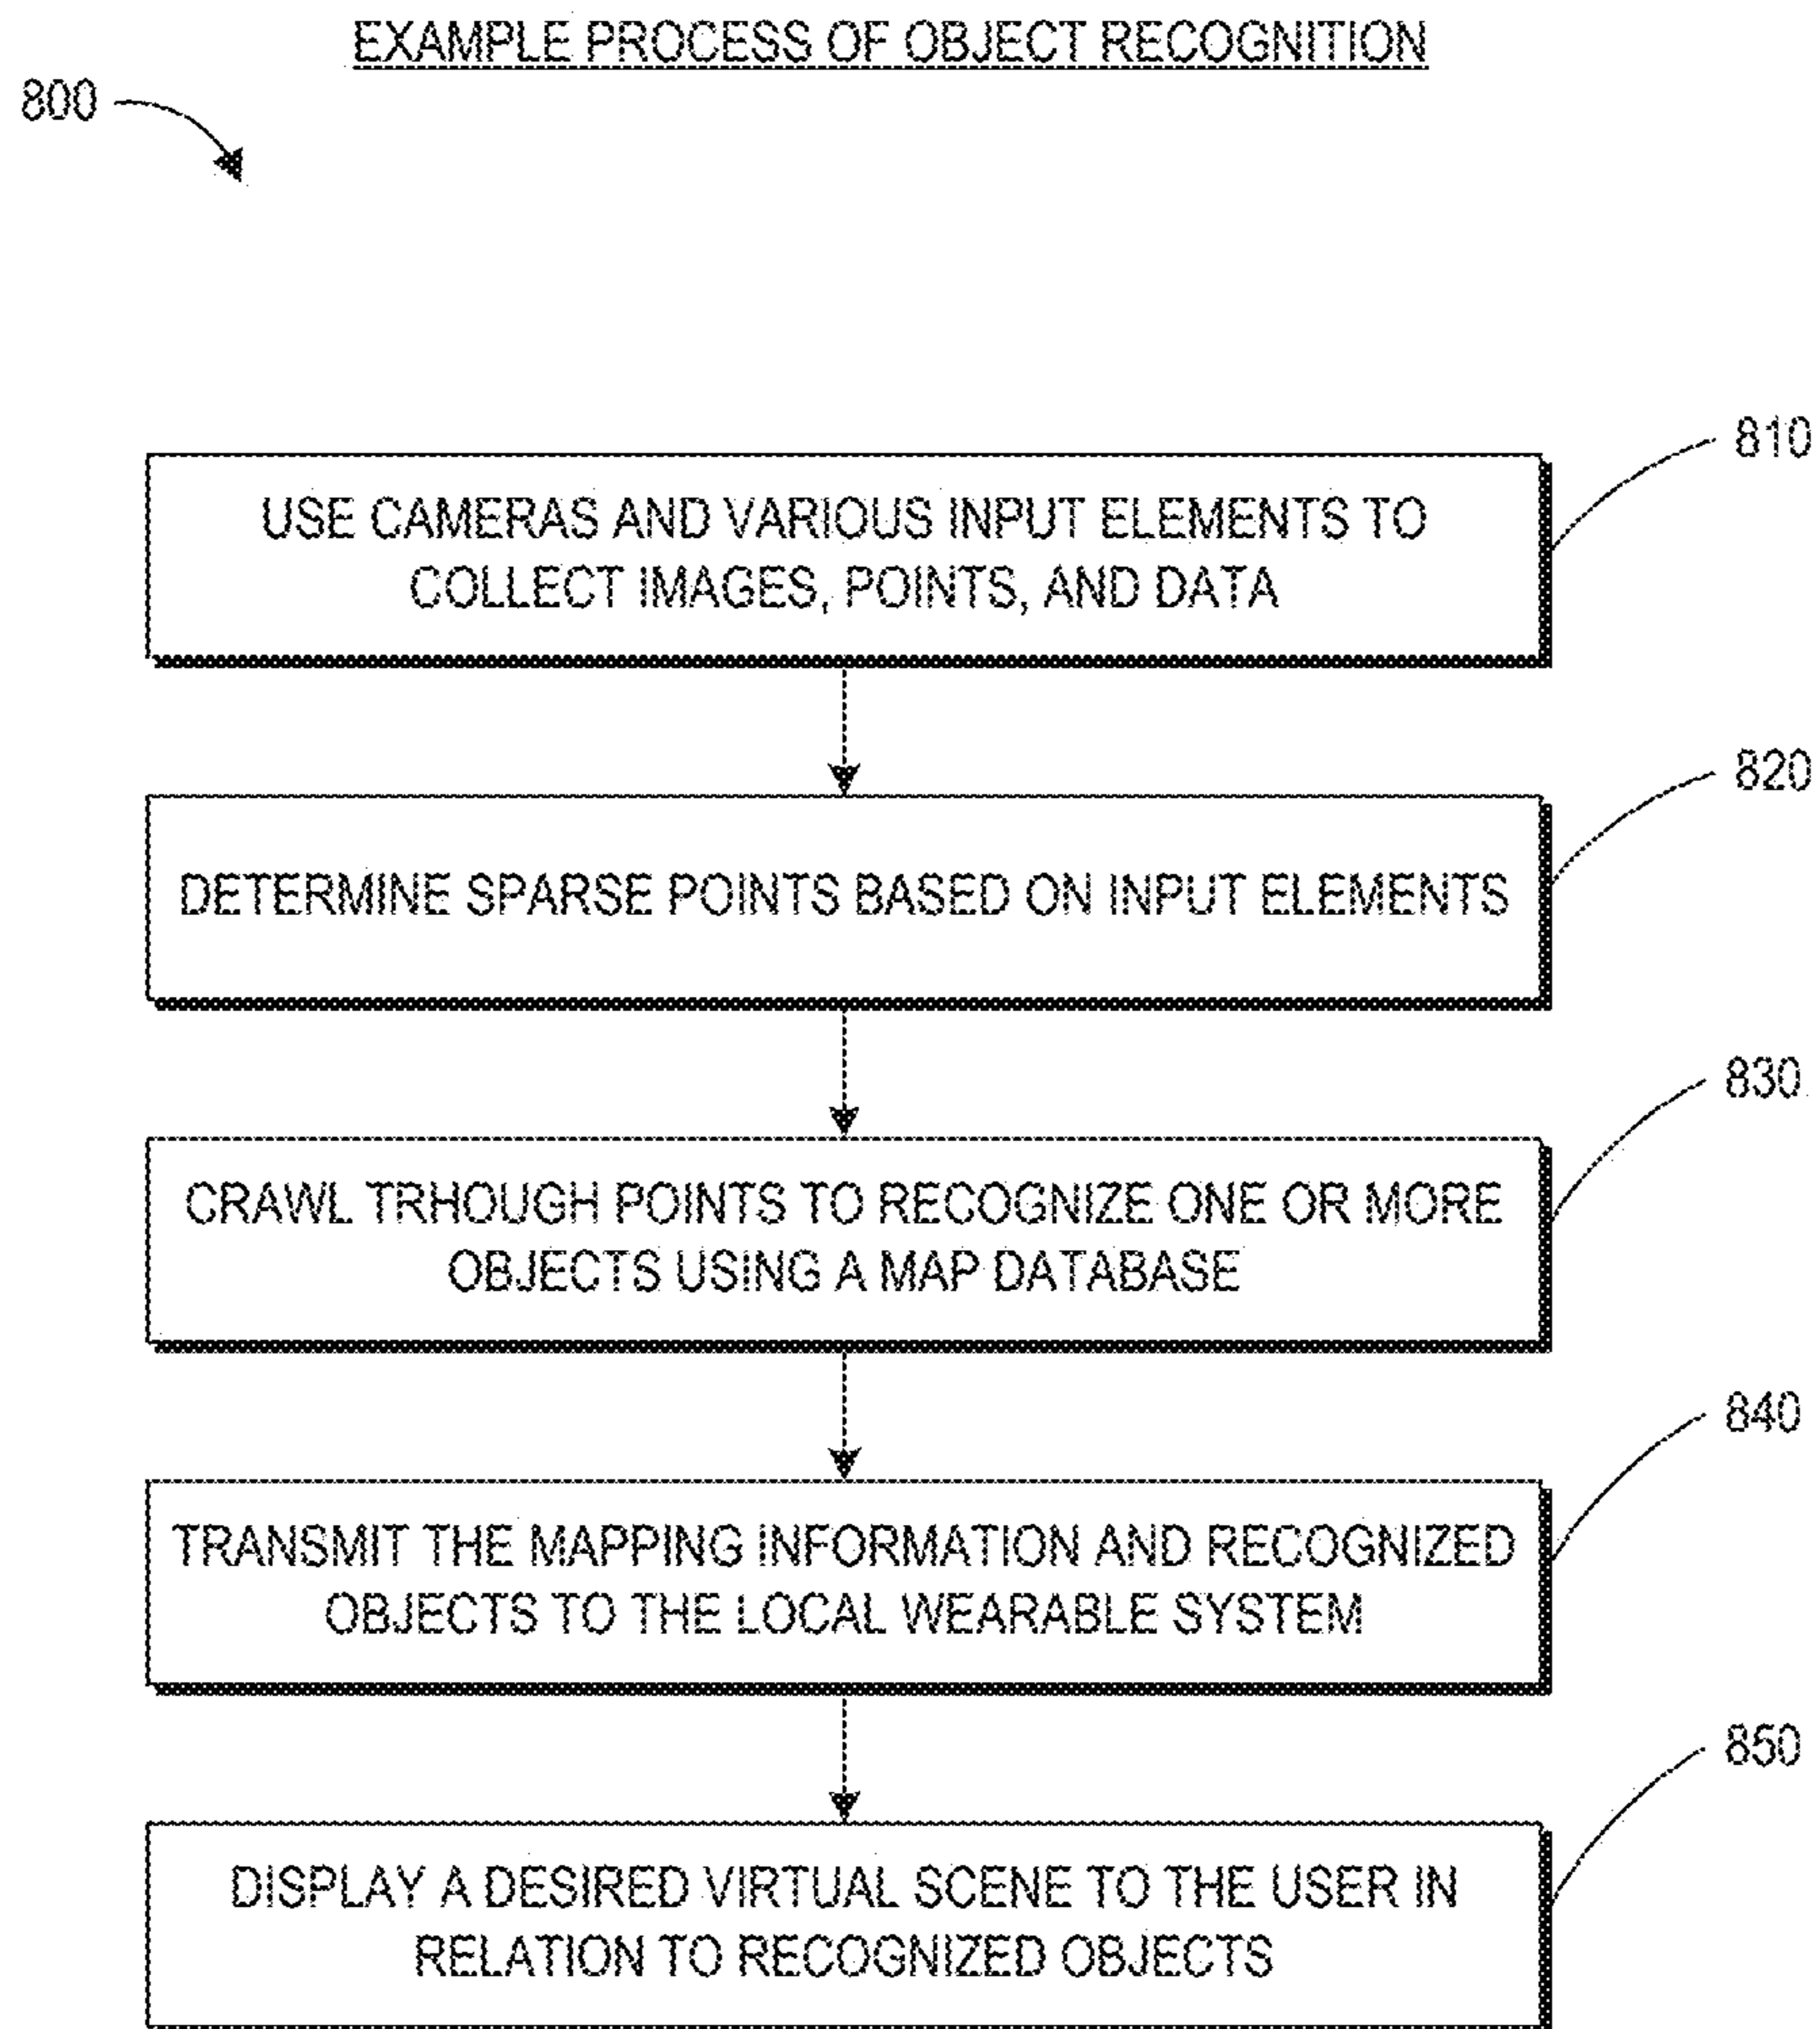 EXAMPLE PROCESS OF OBJECT RECOGNITION
800
810
USE CAMERAS AND VARIOUS INPUT ELEMENTS TO
COLLECT IMAGES, POINTS, AND DATA
820
DETERMINE SPARSE POINTS BASED ON INPUT ELEMENTS
830
CRAWL TRHOUGH POINTS TO RECOGNIZE ONE OR MORE
OBJECTS USING A MAP DATABASE
840
TRANSMIT THE MAPPING INFORMATION AND RECOGNIZED
OBJECTS TO THE LOCAL WEARABLE SYSTEM
850
DISPLAY A DESIRED VIRTUAL SCENE TO THE USER IN
RELATION TO RECOGNIZED OBJECTS